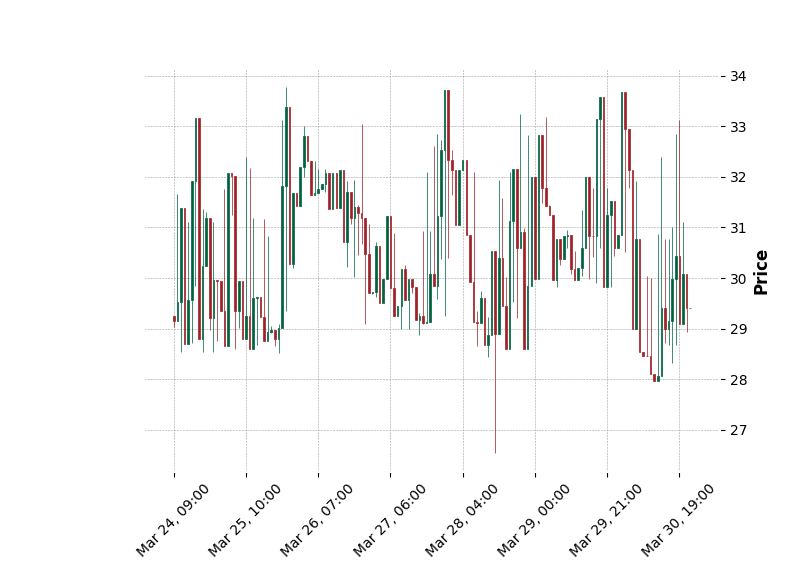 34
33
32
31
30
29
28
27
Price
Mar 24, 09:00
Mar 25, 10:00
Mar 26, 07:00
Mar 27, 06:00
Mar 28, 04:00
Mar 29, 00:00
Mar 29, 21:00
Mar 30, 19:00